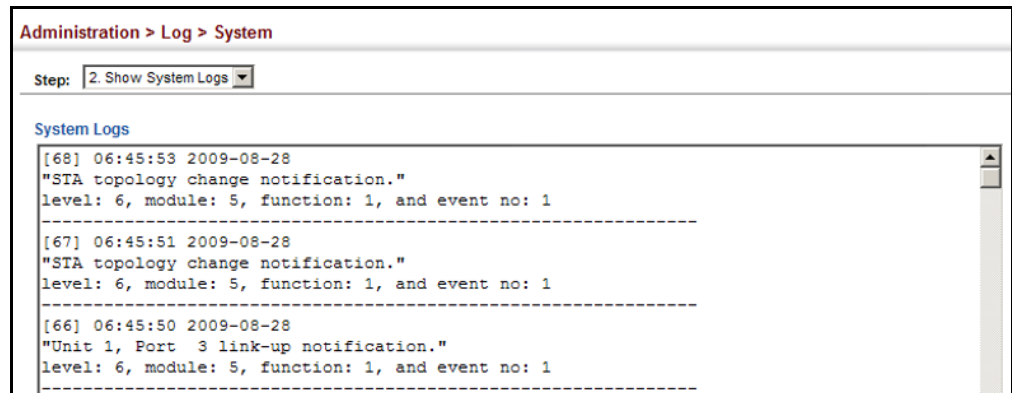 Administration > Log > System
Step: 2. Show System Logs
System Logs
[68] 06:45:53 2009-08-28
"STA topology change notification."
level: 6, module: 5, function: 1, and event no: 1
------------------------------------------------------------------
[67] 06:45:51 2009-08-28
"STA topology change notification."
level: 6, module: 5, function: 1, and event no: 1
------------------------------------------------------------------
[66] 06:45:50 2009-08-28
"Unit 1, Port  3 link-up notification."
level: 6, module: 5, function: 1, and event no: 1
------------------------------------------------------------------